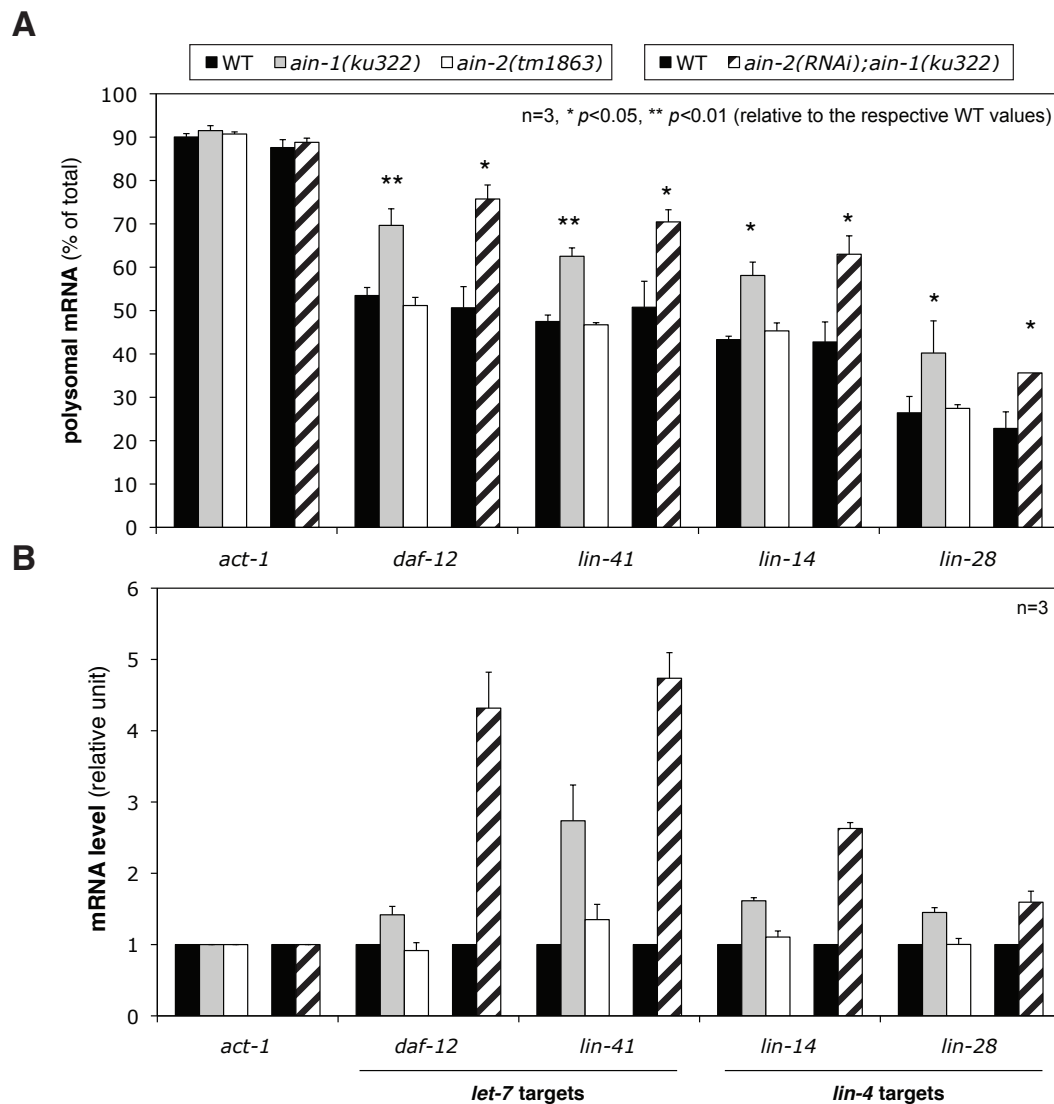 A
WT ain-1(ku322) ain-2(tm1863) WT ain-2(RNAi);ain-1(ku322)
n=3, * p<0.05, ** p<0.01 (relative to the respective WT values)
polysomal mRNA (% of total)
100
90
80
70
60
50
40
30
20
10
0
** * ** * * * * *
act-1 daf-12 lin-41 lin-14 lin-28
B
n=3
mRNA level (relative unit)
6
5
4
3
2
1
0
act-1 daf-12 lin-41 lin-14 lin-28
let-7 targets lin-4 targets